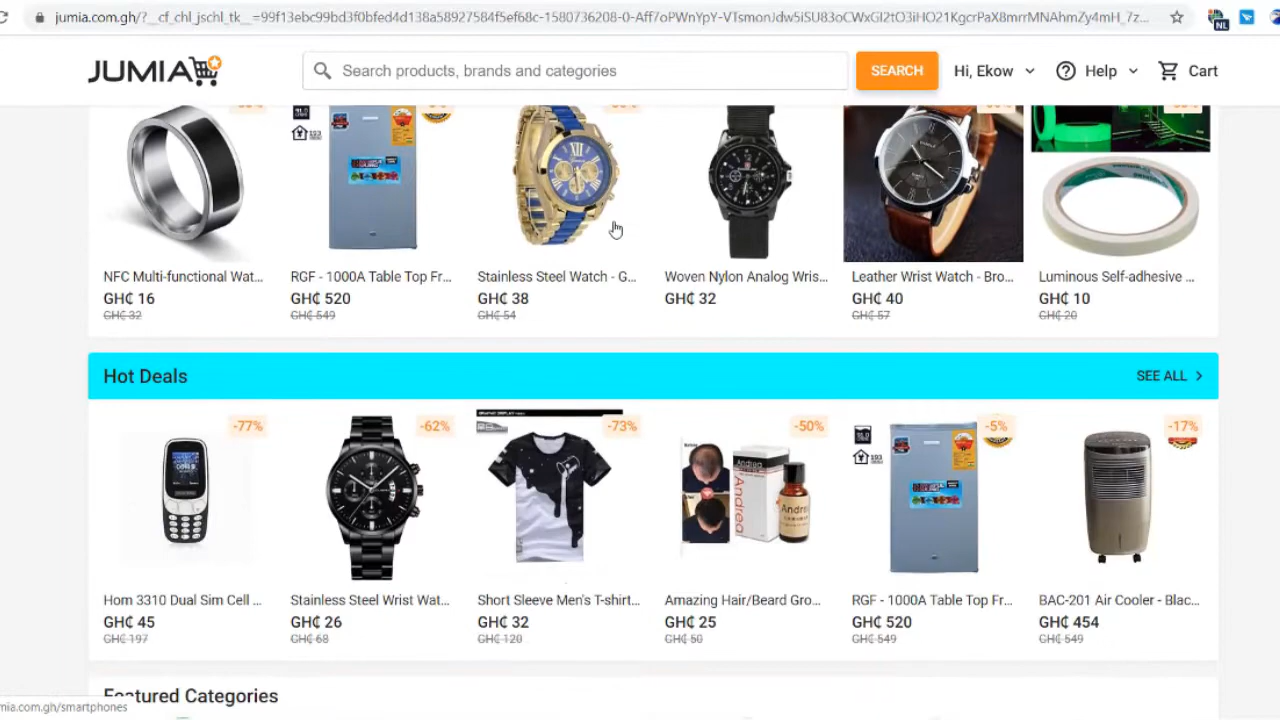 jumia.com.gh/?__cf_chl_jschl_tk__=99f13ebc99bd3f0bfed4d138a58927584f5ef68c-1580736208-0-Aff7oPWnYpY-VTsmonJdw5iSU83oCWxGI2tO3iHO21KgcrPaX8mrrMNAhmZy4mH_7z...
NL
JUMIA
Search products, brands and categories
SEARCH
Hi, Ekow
Help
Cart
NFC Multi-functional Wat...
RGF - 1000A Table Top Fr...
Stainless Steel Watch - G...
Woven Nylon Analog Wris...
Leather Wrist Watch - Bro...
Luminous Self-adhesive ...
GH₵ 16
GH₵ 520
GH₵ 38
GH₵ 32
GH₵ 40
GH₵ 10
GH₵ 32
GH₵ 549
GH₵ 54
GH₵ 57
GH₵ 20
Hot Deals
SEE ALL
-77%
-62%
-73%
-50%
-5%
-17%
Andrea
Andrea
Hom 3310 Dual Sim Cell ...
Stainless Steel Wrist Wat...
Short Sleeve Men's T-shirt...
Amazing Hair/Beard Gro...
RGF - 1000A Table Top Fr...
BAC-201 Air Cooler - Blac...
GH₵ 45
GH₵ 26
GH₵ 32
GH₵ 25
GH₵ 520
GH₵ 454
GH₵ 197
GH₵ 68
GH₵ 120
GH₵ 50
GH₵ 549
GH₵ 549
Featured Categories
mia.com.gh/smartphones